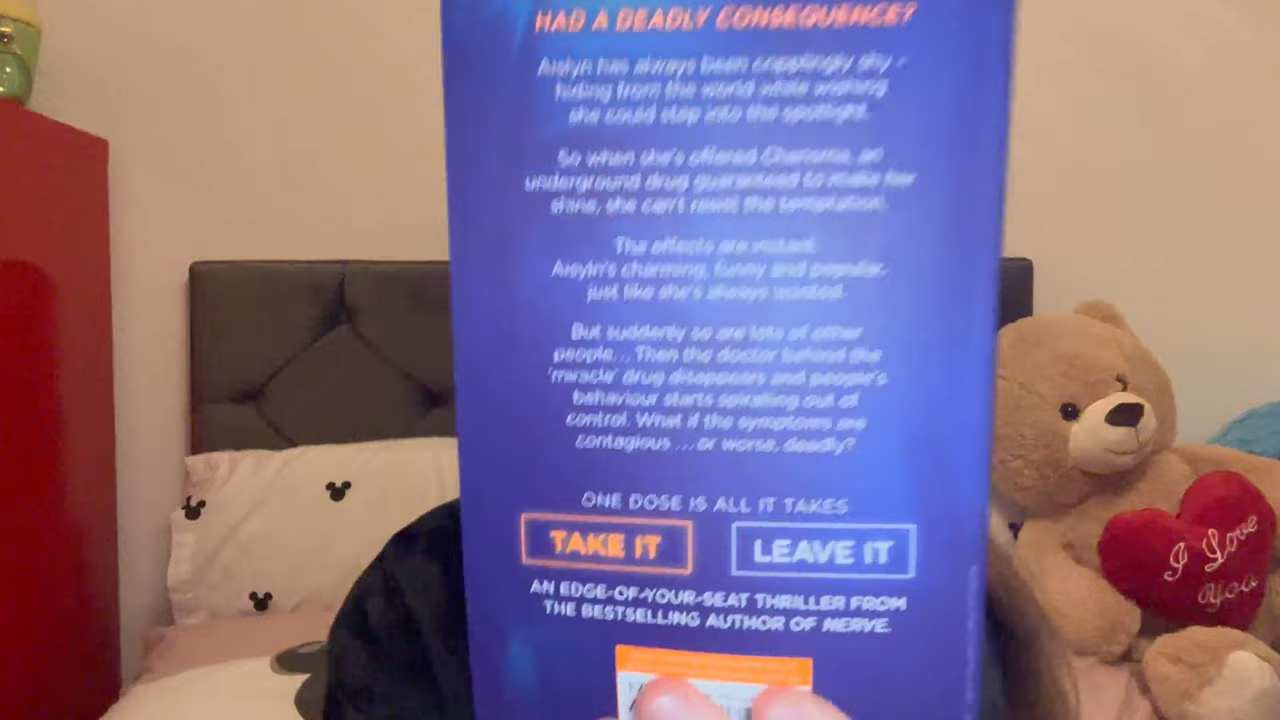 HAD A DEADLY CONSEQUENCE?
Aislyn has always been cripplingly shy -
hiding from the world while wishing
she could step into the spotlight.
So when she's offered Charisma, an
underground drug guaranteed to make her
shine, she can't resist the temptation.
The effects are instant.
Aislyn's charming, funny and popular,
just like she's always wanted.
But suddenly so are lots of other
people... Then the doctor behind the
'miracle' drug disappears and people's
behaviour starts spiralling out of
control. What if the symptoms are
contagious ... or worse, deadly?
ONE DOSE IS ALL IT TAKES
TAKE IT
LEAVE IT
AN EDGE-OF-YOUR-SEAT THRILLER FROM
THE BESTSELLING AUTHOR OF NERVE.
I Love
You